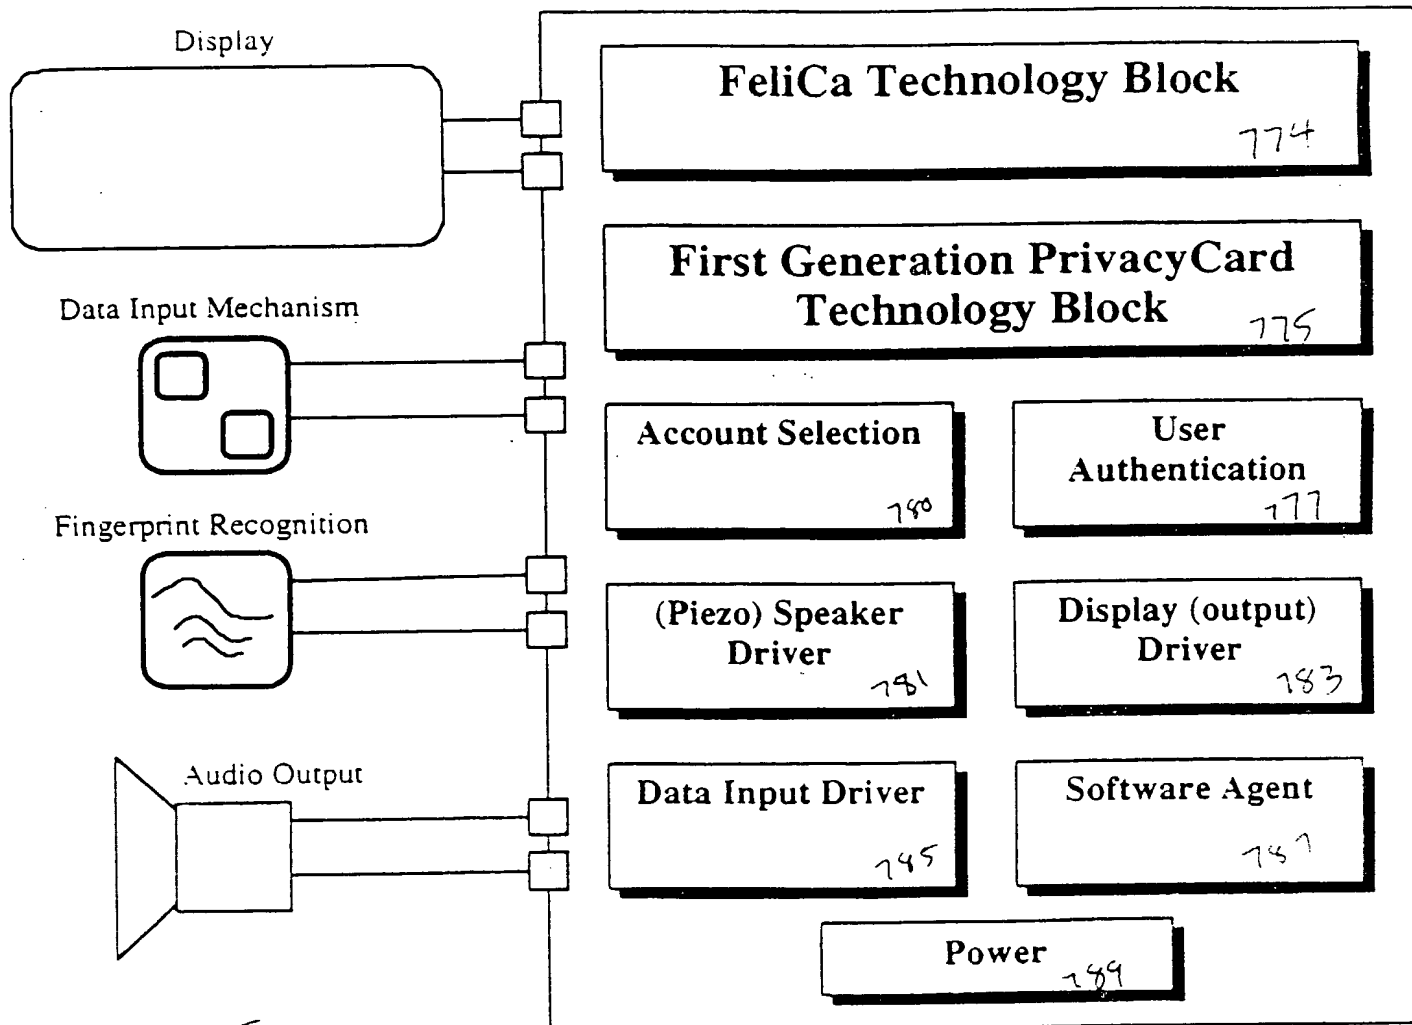 Display
FeliCa Technology Block
774
First Generation PrivacyCard
Technology Block
775
Data Input Mechanism
Account Selection
780
User
Authentication
777
Fingerprint Recognition
(Piezo) Speaker
Driver
781
Display (output)
Driver
783
Audio Output
Data Input Driver
785
Software Agent
787
Power
789